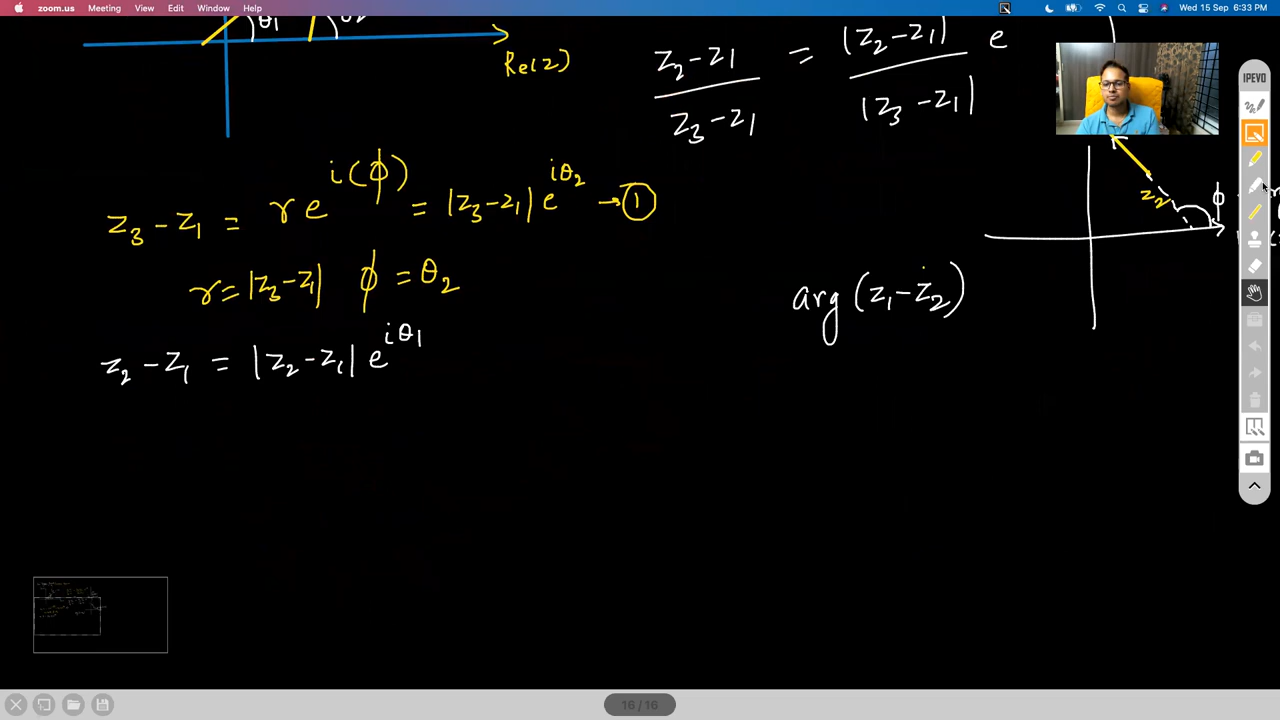 zoom.us Meeting View Edit Window Help Wed 15 Sep 6:33 PM
θ1
Re(z)
z2 − z1 / z3 − z1 = |z2 − z1| / |z3 − z1| e
IPEVO
z3 − z1 = r e^{i(ϕ)} = |z3 − z1| e^{iθ2} → ①
r = |z3 − z1| ϕ = θ2
z2 − z1 = |z2 − z1| e^{iθ1}
z2
ϕ
arg (z1 − z2)
16 / 16